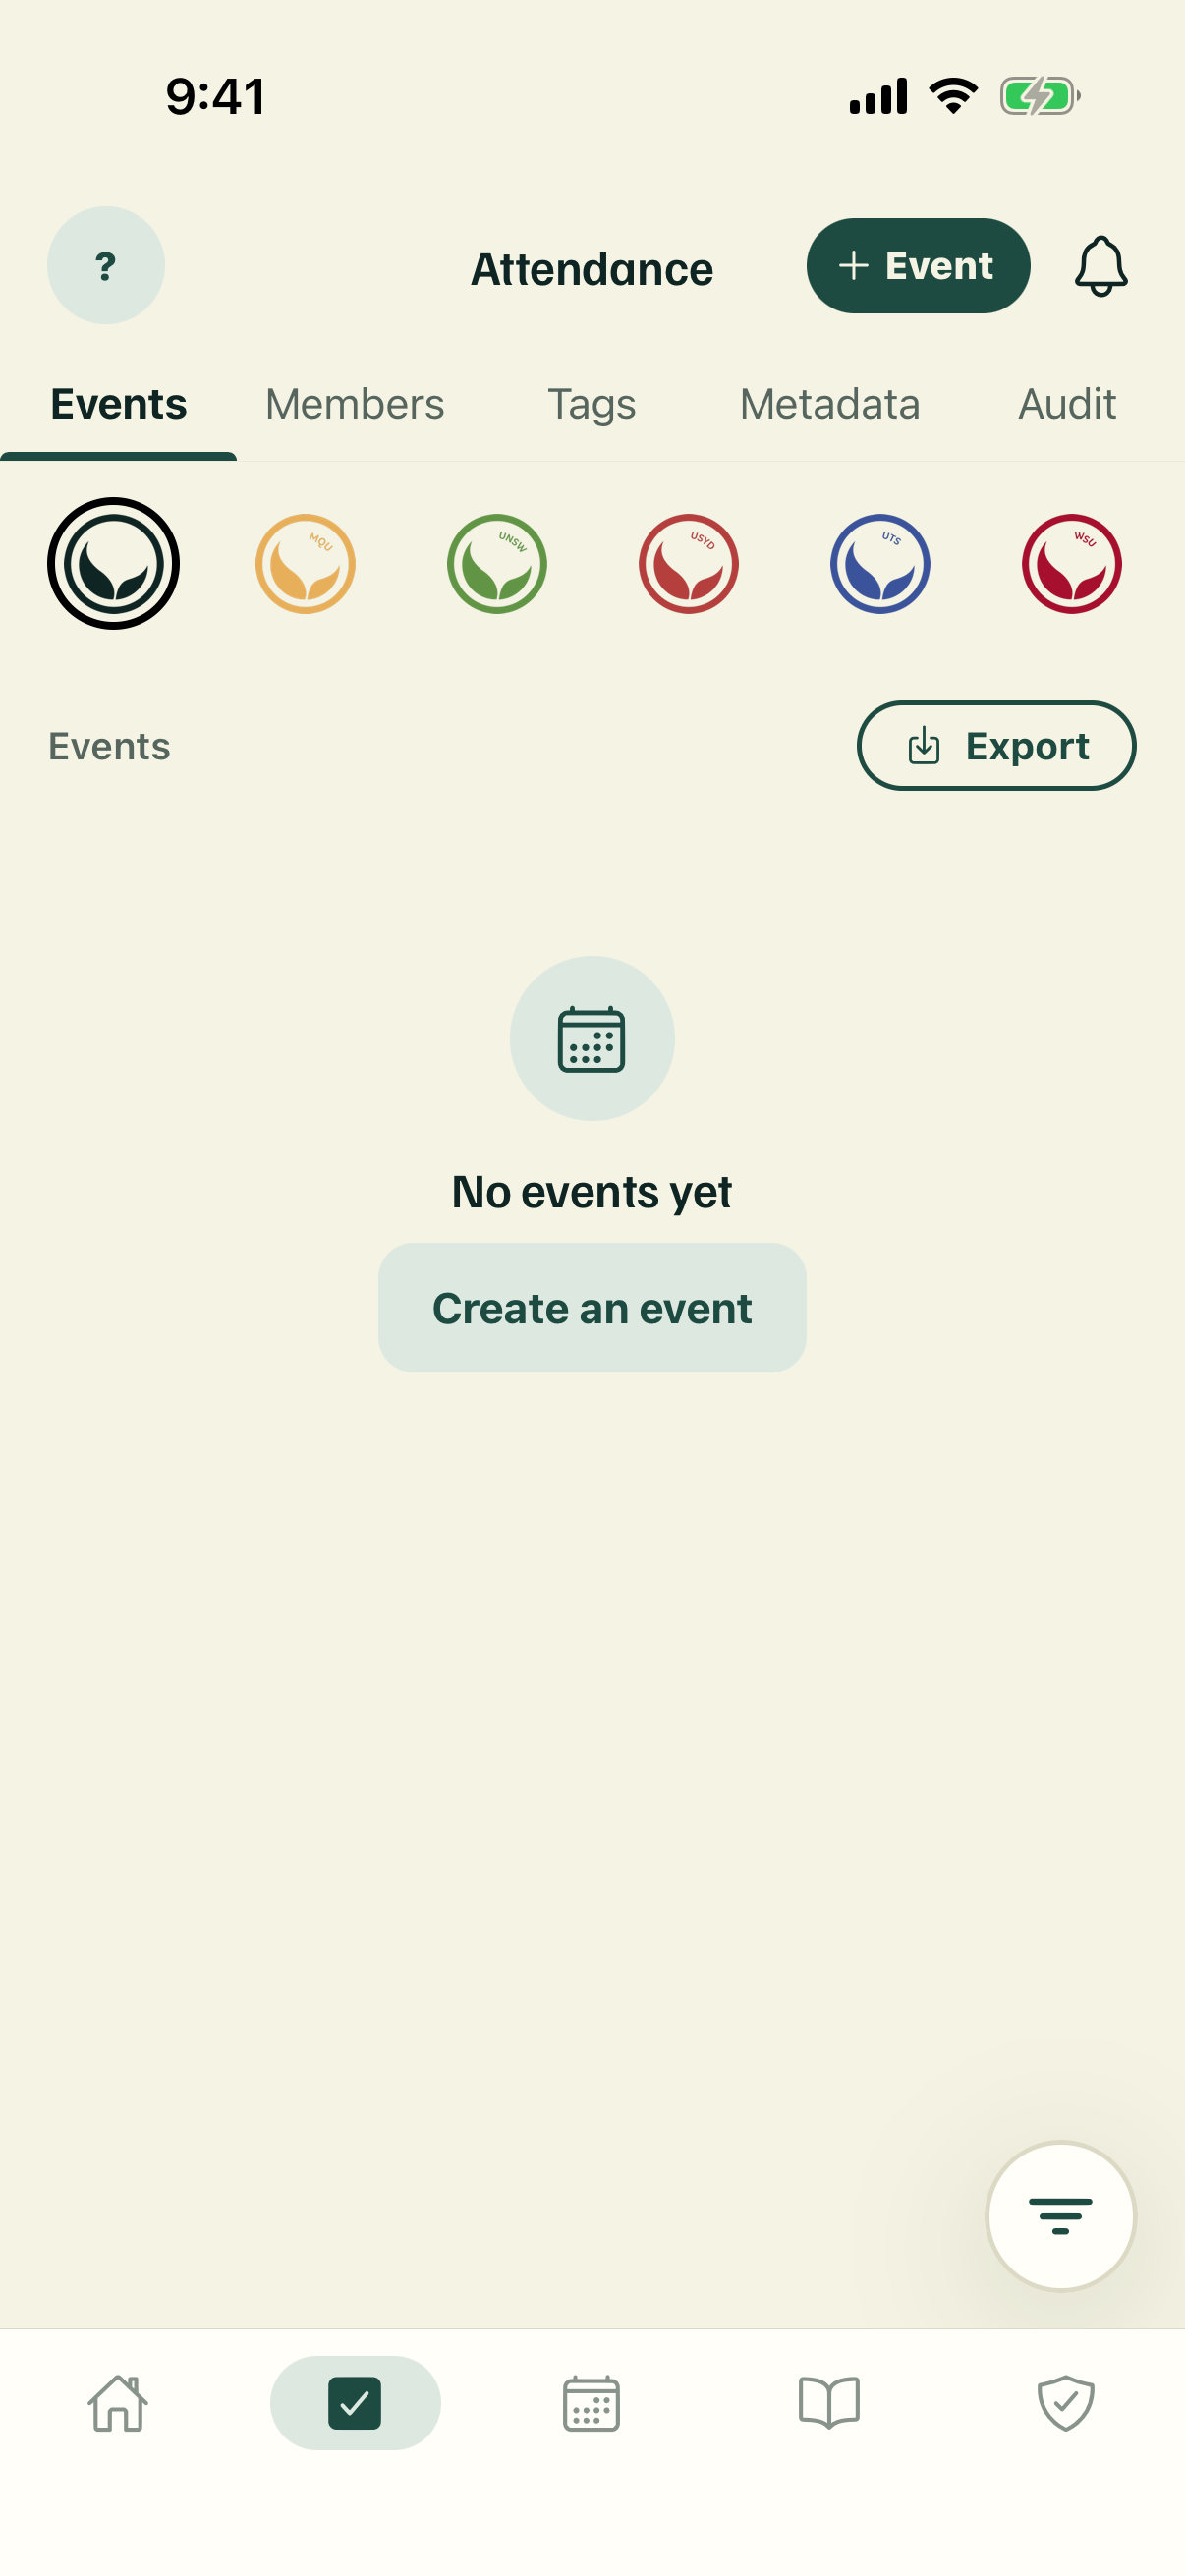 9:41
?
Attendance
+ Event
Events
Members
Tags
Metadata
Audit
MQU
UNSW
USYD
UTS
WSU
Events
Export
No events yet
Create an event